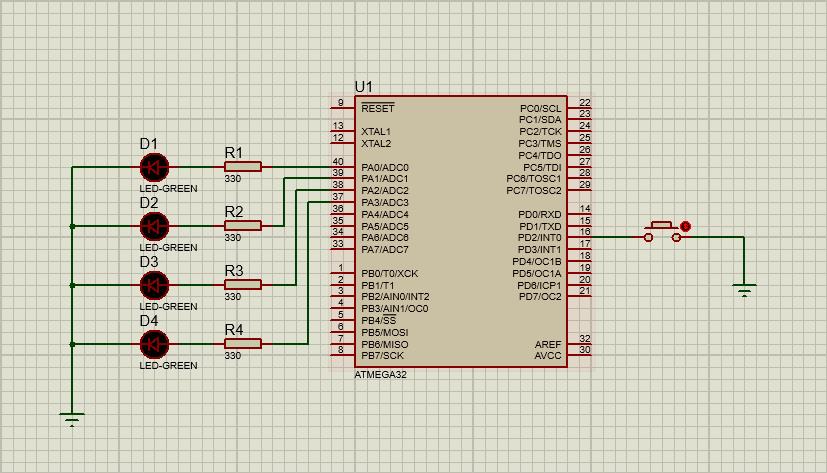 U1
9 RESET
13 XTAL1
12 XTAL2
40 PA0/ADC0
39 PA1/ADC1
38 PA2/ADC2
37 PA3/ADC3
36 PA4/ADC4
35 PA5/ADC5
34 PA6/ADC6
33 PA7/ADC7
1 PB0/T0/XCK
2 PB1/T1
3 PB2/AIN0/INT2
4 PB3/AIN1/OC0
5 PB4/SS
6 PB5/MOSI
7 PB6/MISO
8 PB7/SCK
PC0/SCL 22
PC1/SDA 23
PC2/TCK 24
PC3/TMS 25
PC4/TDO 26
PC5/TDI 27
PC6/TOSC1 28
PC7/TOSC2 29
PD0/RXD 14
PD1/TXD 15
PD2/INT0 16
PD3/INT1 17
PD4/OC1B 18
PD5/OC1A 19
PD6/ICP1 20
PD7/OC2 21
AREF 32
AVCC 30
ATMEGA32
D1
LED-GREEN
R1
330
D2
LED-GREEN
R2
330
D3
LED-GREEN
R3
330
D4
LED-GREEN
R4
330